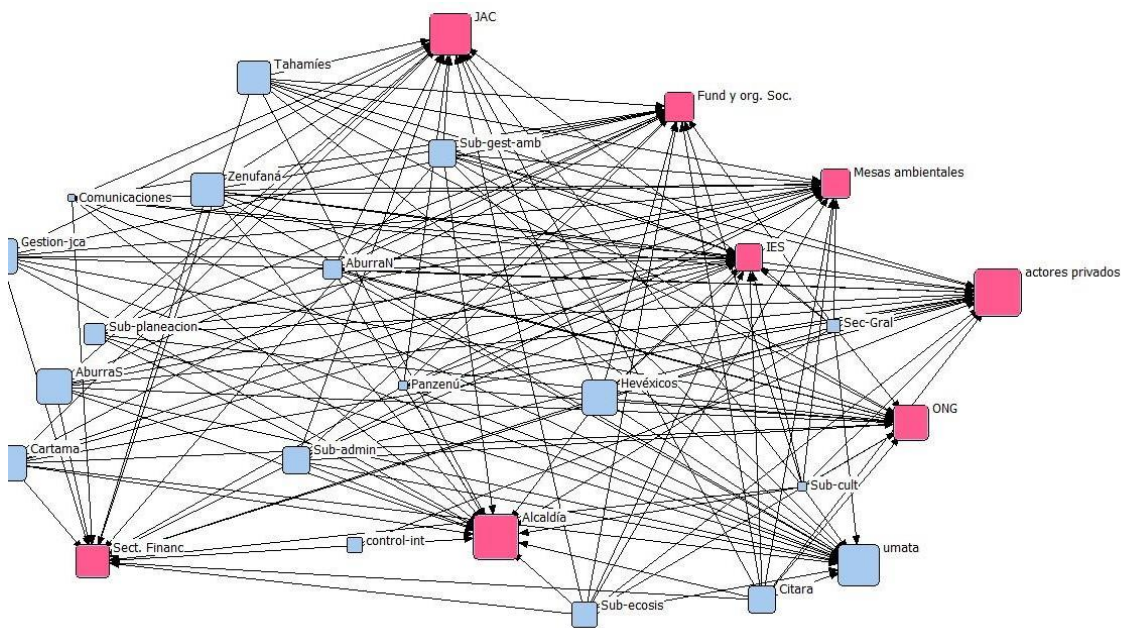 JAC
Tahamíes
Fund y org. Soc.
Sub-gest-amb
Zenufaná
Mesas ambientales
Comunicaciones
Gestion-jca
IES
AburraN
actores privados
Sub-planeacion
Sec-Gral
AburraS
Panzenú
Hevéxicos
ONG
Cartama
Sub-admin
Sub-cult
Alcaldía
Sect. Financ
control-int
umata
Citara
Sub-ecosis